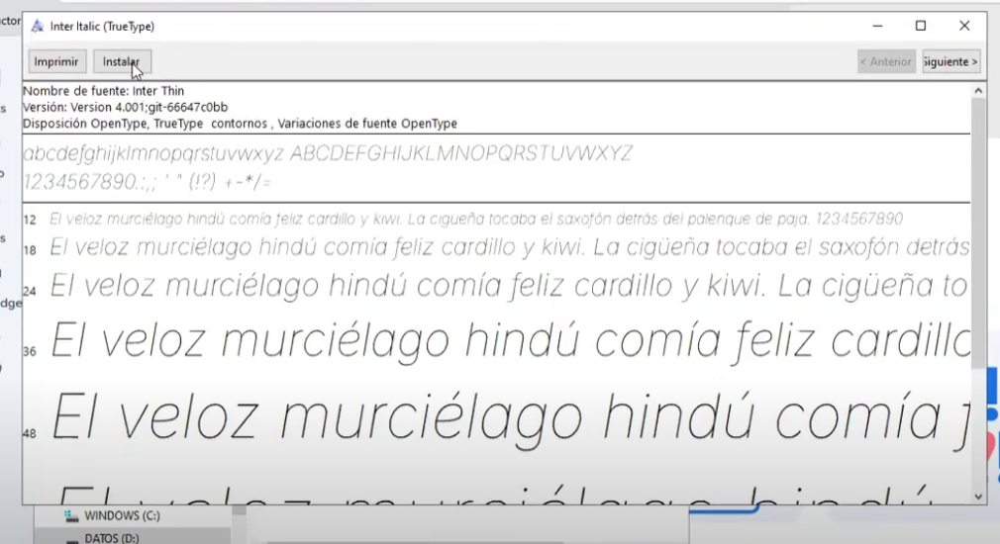 ctor
Inter Italic (TrueType)
Imprimir
Instalar
< Anterior
Siguiente >
Nombre de fuente: Inter Thin
Versión: Version 4.001;git-66647c0bb
Disposición OpenType, TrueType contornos , Variaciones de fuente OpenType
abcdefghijklmnopqrstuvwxyz ABCDEFGHIJKLMNOPQRSTUVWXYZ
1234567890.:,; ' " (!?) +-*/=
12 El veloz murciélago hindú comía feliz cardillo y kiwi. La cigüeña tocaba el saxofón detrás del palenque de paja. 1234567890
18 El veloz murciélago hindú comía feliz cardillo y kiwi. La cigüeña tocaba el saxofón detrás
24 El veloz murciélago hindú comía feliz cardillo y kiwi. La cigüeña to
dge
36 El veloz murciélago hindú comía feliz cardillo
48 El veloz murciélago hindú comía f
El veloz murciélago hindú
WINDOWS (C:)
DATOS (D:)